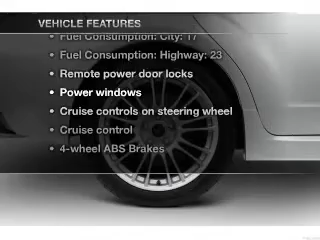 VEHICLE FEATURES
• Fuel Consumption: City: 17
• Fuel Consumption: Highway: 23
• Remote power door locks
• Power windows
• Cruise controls on steering wheel
• Cruise control
• 4-wheel ABS Brakes